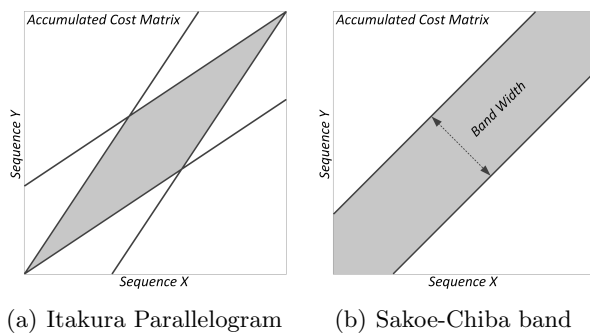 Accumulated Cost Matrix
Sequence Y
Sequence X
(a) Itakura Parallelogram
Accumulated Cost Matrix
Band Width
Sequence Y
Sequence X
(b) Sakoe-Chiba band